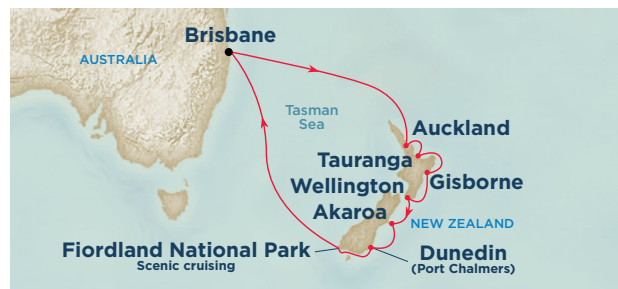 Brisbane
AUSTRALIA
Tasman
Sea
Auckland
Tauranga
Gisborne
Wellington
Akaroa
NEW ZEALAND
Fiordland National Park
Scenic cruising
Dunedin
(Port Chalmers)